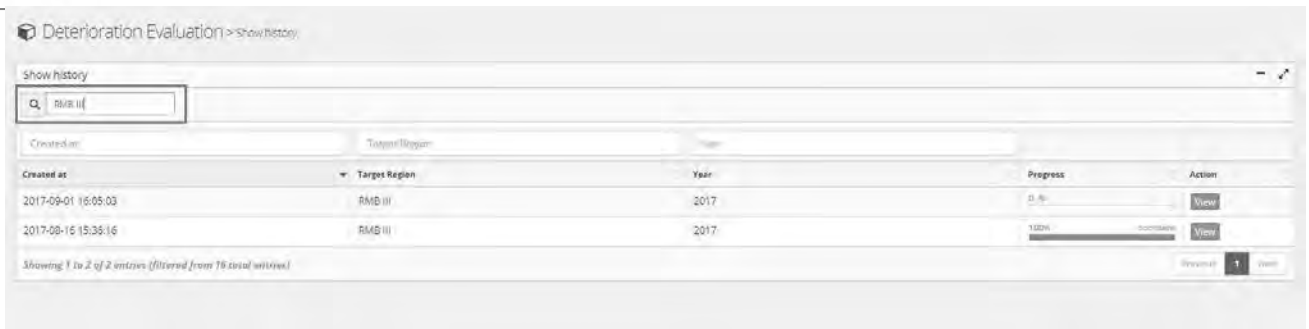 Deterioration Evaluation > Show history
Show history
RMB III
Created at Target Region Year
Created at Target Region Year Progress Action
2017-09-01 16:05:03 RMB III 2017 0 % View
2017-08-16 15:36:16 RMB III 2017 100% View
Showing 1 to 2 of 2 entries (filtered from 16 total entries) Previous 1 Next